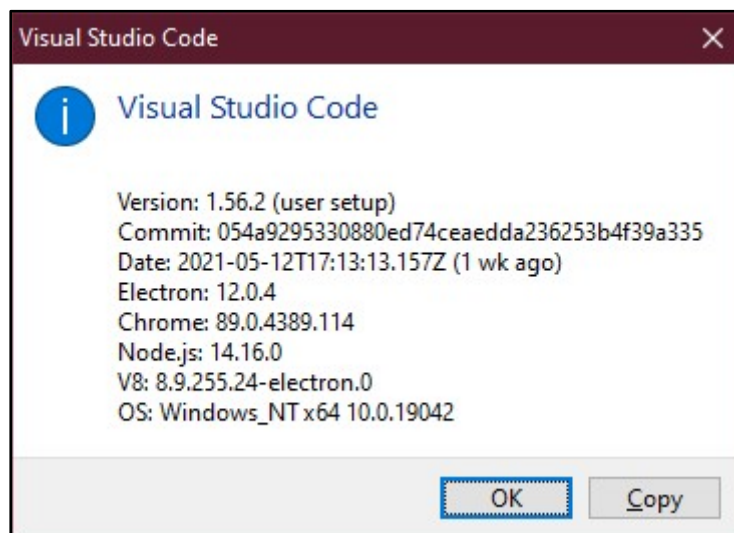 Visual Studio Code
Visual Studio Code
Version: 1.56.2 (user setup)
Commit: 054a9295330880ed74ceaedda236253b4f39a335
Date: 2021-05-12T17:13:13.157Z (1 wk ago)
Electron: 12.0.4
Chrome: 89.0.4389.114
Node.js: 14.16.0
V8: 8.9.255.24-electron.0
OS: Windows_NT x64 10.0.19042
OK Copy